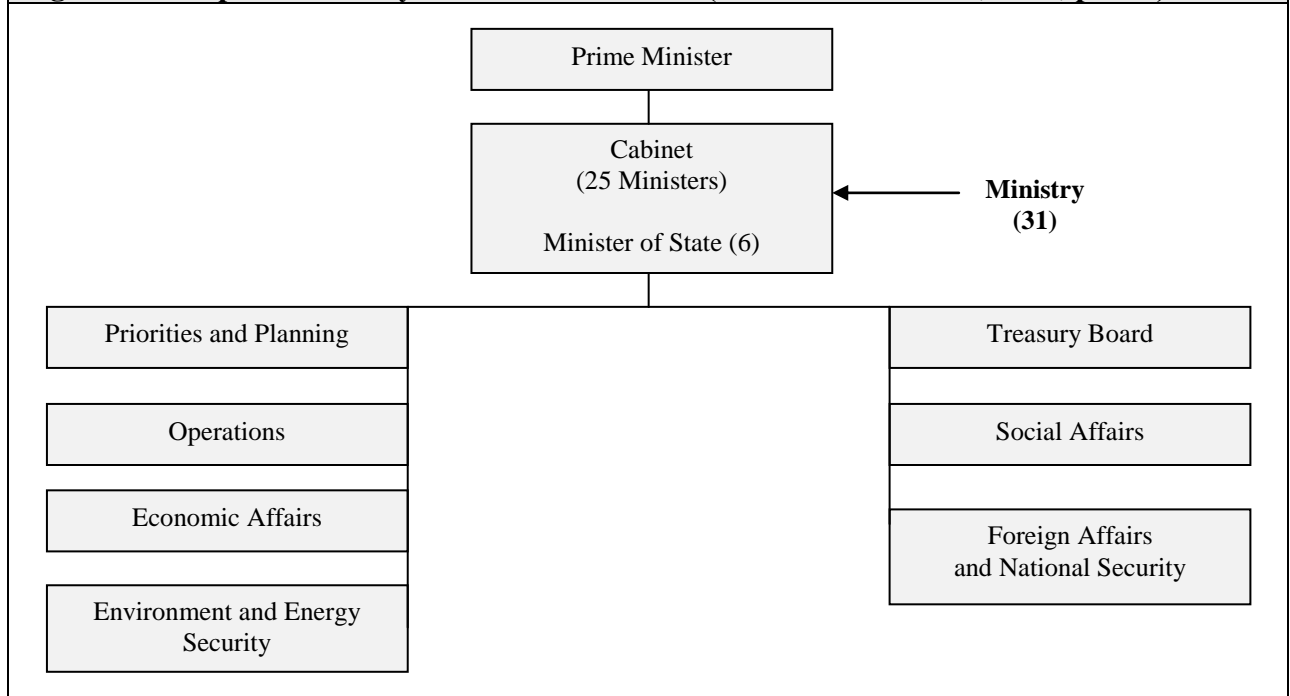 Prime Minister
Cabinet
(25 Ministers)
Minister of State (6)
Ministry
(31)
Priorities and Planning
Operations
Economic Affairs
Environment and Energy
Security
Treasury Board
Social Affairs
Foreign Affairs
and National Security